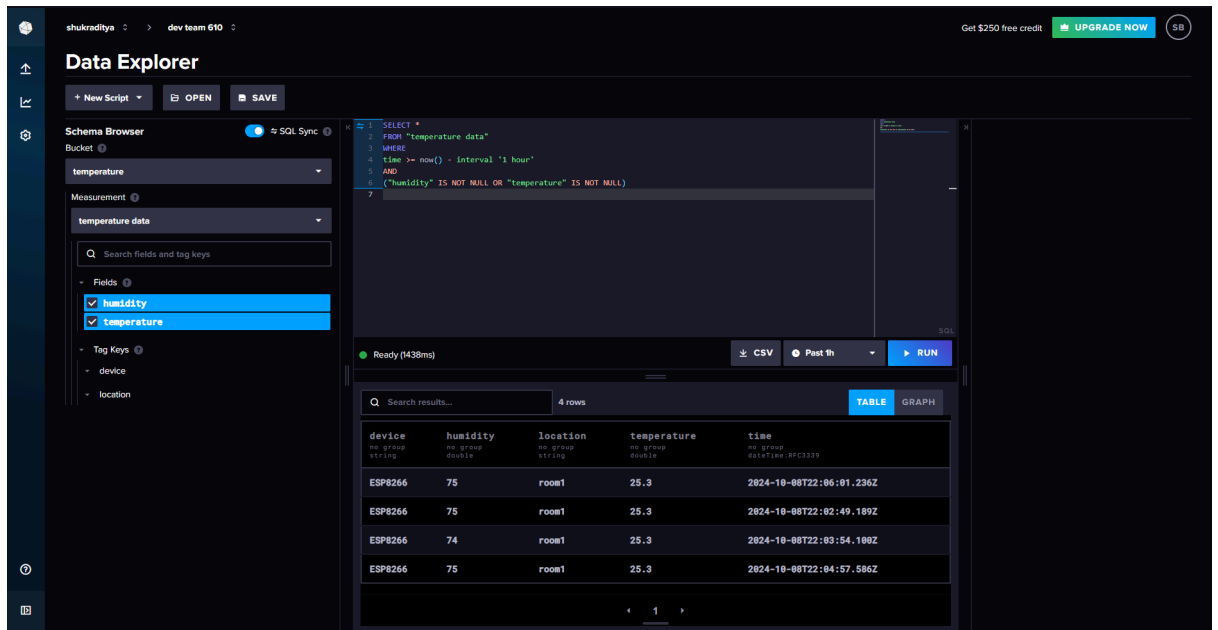 shukraditya > dev team 610
Get $250 free credit UPGRADE NOW SB
Data Explorer
+ New Script OPEN SAVE
Schema Browser SQL Sync ?
Bucket ?
temperature
Measurement ?
temperature data
Search fields and tag keys
Fields ?
humidity
temperature
Tag Keys ?
device
location
1 SELECT *
2 FROM "temperature data"
3 WHERE
4 time >= now() - interval '1 hour'
5 AND
6 ("humidity" IS NOT NULL OR "temperature" IS NOT NULL)
7
SQL
Ready (1438ms) CSV Past 1h RUN
Search results... 4 rows TABLE GRAPH
device humidity location temperature time
no group no group no group no group no group
string double string double dateTime:RFC3339
ESP8266 75 room1 25.3 2024-10-08T22:06:01.236Z
ESP8266 75 room1 25.3 2024-10-08T22:02:49.189Z
ESP8266 74 room1 25.3 2024-10-08T22:03:54.100Z
ESP8266 75 room1 25.3 2024-10-08T22:04:57.586Z
1